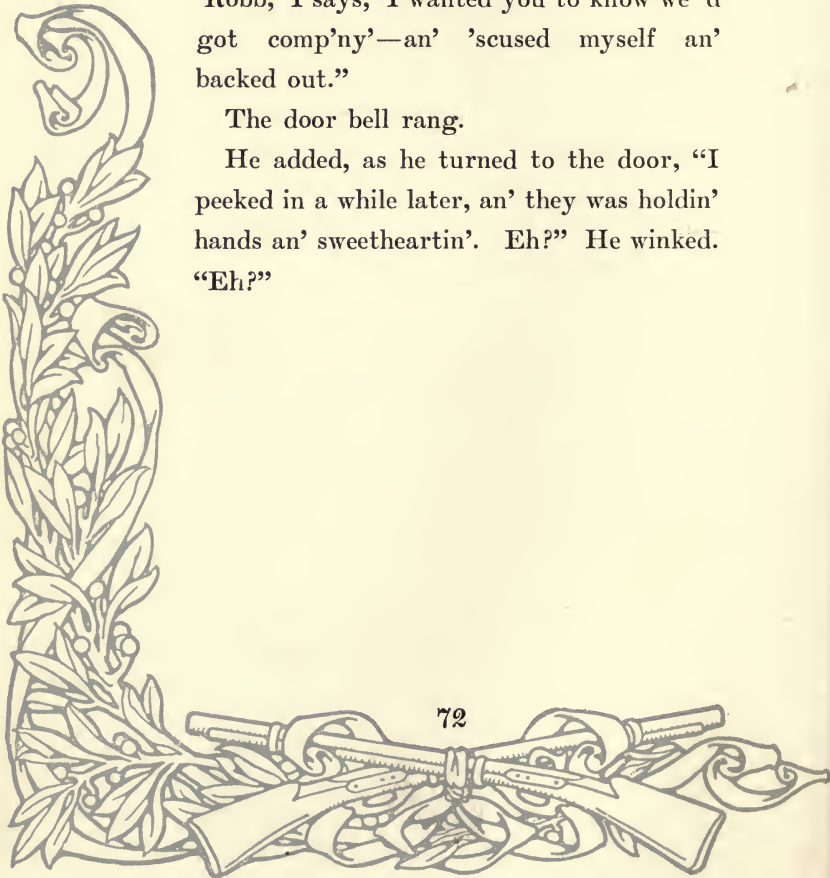 'Robb,' I says, 'I wanted you to know we'd
got comp'ny'—an' 'scused myself an'
backed out.”
The door bell rang.
He added, as he turned to the door, “I
peeked in a while later, an' they was holdin'
hands an' sweetheartin'. Eh?” He winked.
“Eh?”
72